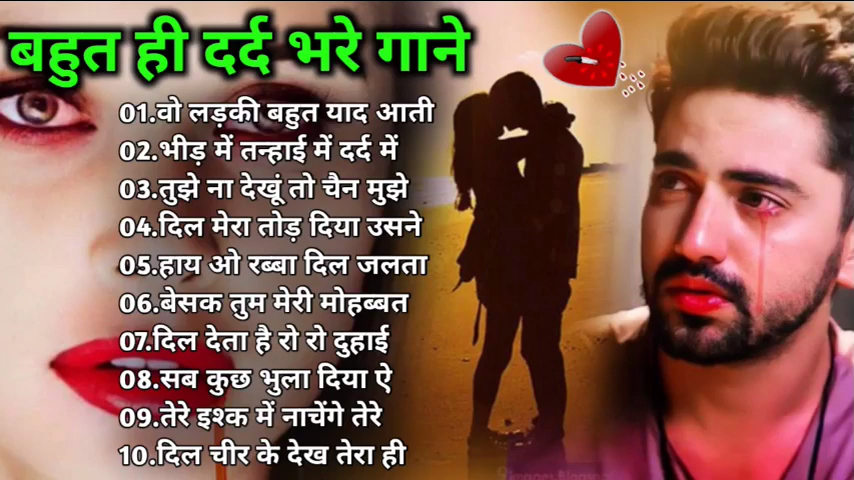 बहुत ही दर्द भरे गाने
01.वो लड़की बहुत याद आती
02.भीड़ में तन्हाई में दर्द में
03.तुझे ना देखूं तो चैन मुझे
04.दिल मेरा तोड़ दिया उसने
05.हाय ओ रब्बा दिल जलता
06.बेसक तुम मेरी मोहब्बत
07.दिल देता है रो रो दुहाई
08.सब कुछ भुला दिया ऐ
09.तेरे इश्क में नाचेंगे तेरे
10.दिल चीर के देख तेरा ही